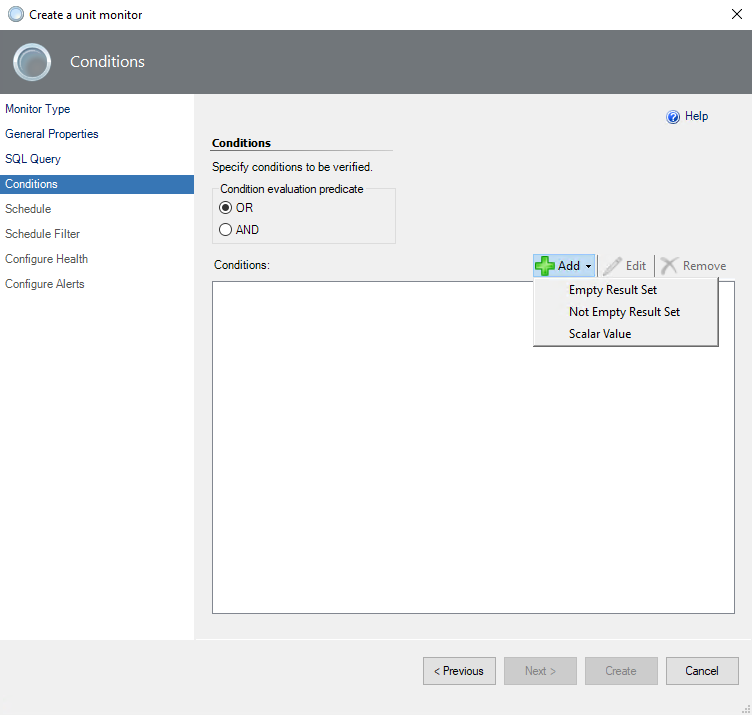 Create a unit monitor
Conditions
Monitor Type
General Properties
SQL Query
Conditions
Schedule
Schedule Filter
Configure Health
Configure Alerts
Help
Conditions
Specify conditions to be verified.
Condition evaluation predicate
OR
AND
Conditions:
Add
Edit
Remove
Empty Result Set
Not Empty Result Set
Scalar Value
< Previous
Next >
Create
Cancel